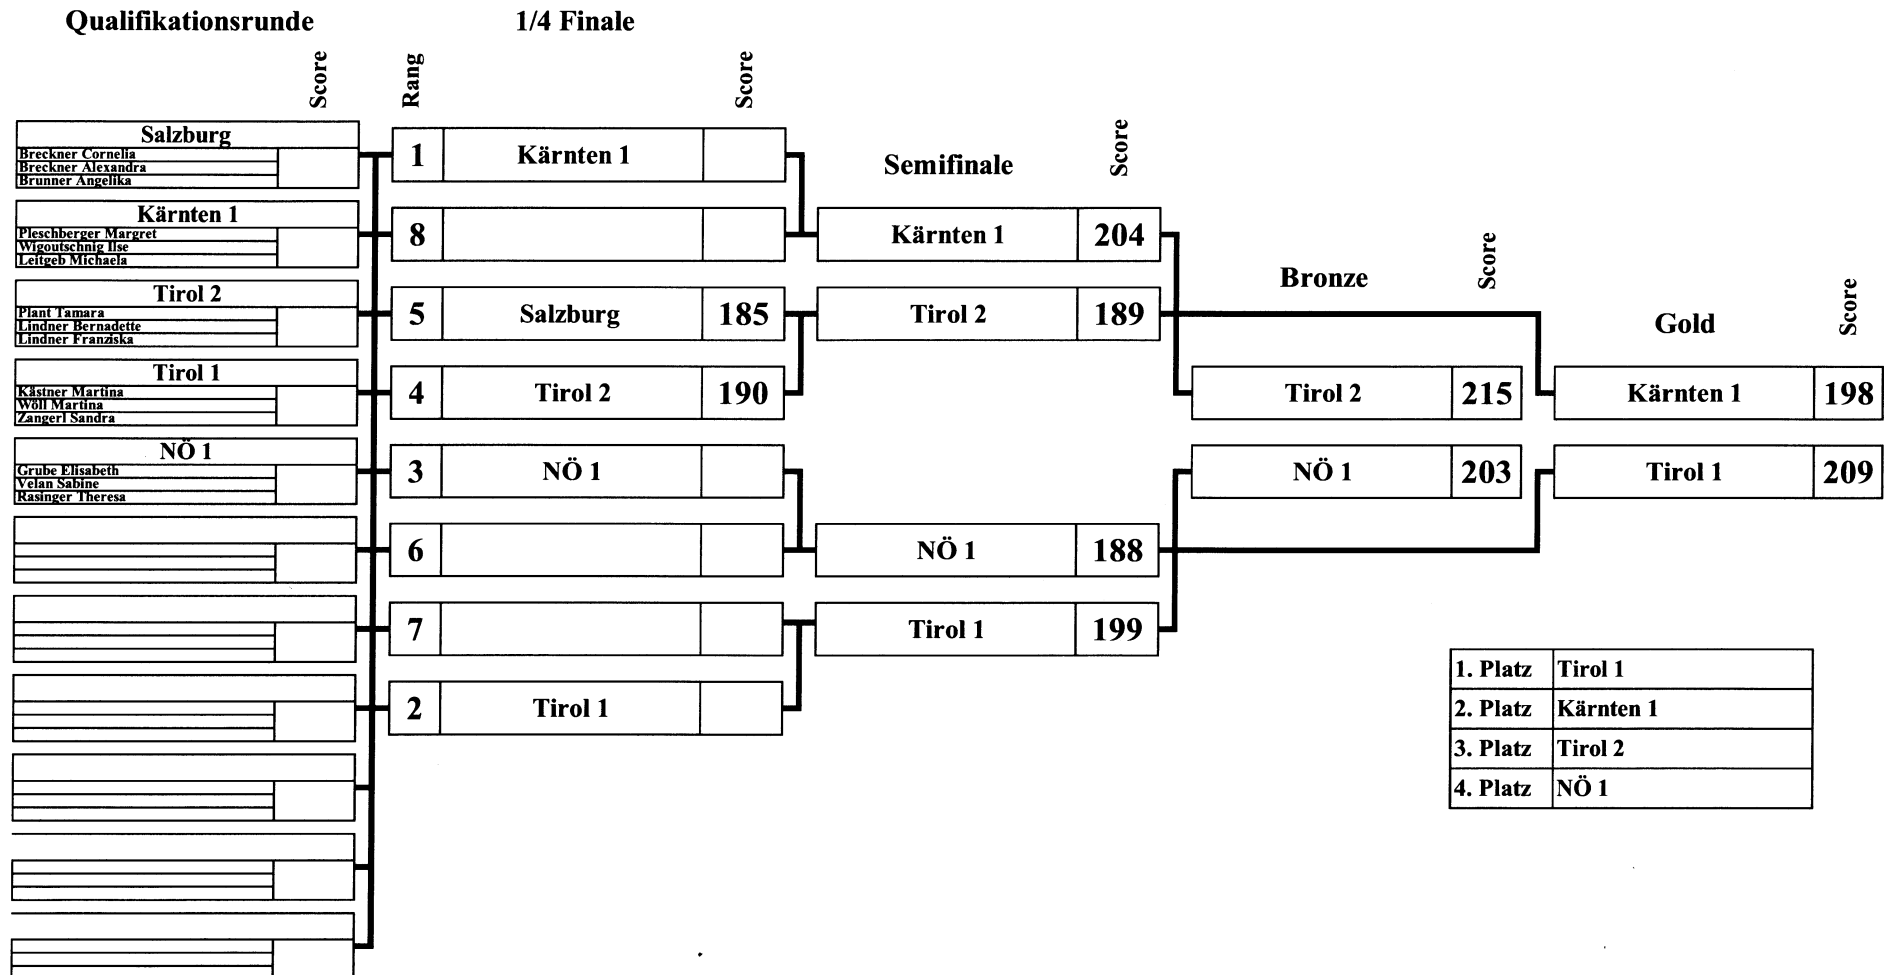 Qualifikationsrunde
Score
Salzburg
Breckner Cornelia
Breckner Alexandra
Brunner Angelika
Kärnten 1
Pleschberger Margret
Wigoutschnig Ilse
Leitgeb Michaela
Tirol 2
Plant Tamara
Lindner Bernadette
Lindner Franziska
Tirol 1
Kästner Martina
Wöll Martina
Zangerl Sandra
NÖ 1
Grube Elisabeth
Velan Sabine
Rasinger Theresa
1/4 Finale
Rang
Score
1 Kärnten 1
8
5 Salzburg 185
4 Tirol 2 190
3 NÖ 1
6
7
2 Tirol 1
Semifinale
Score
Kärnten 1 204
Tirol 2 189
NÖ 1 188
Tirol 1 199
Bronze
Score
Tirol 2 215
NÖ 1 203
Gold
Score
Kärnten 1 198
Tirol 1 209
1. Platz Tirol 1
2. Platz Kärnten 1
3. Platz Tirol 2
4. Platz NÖ 1